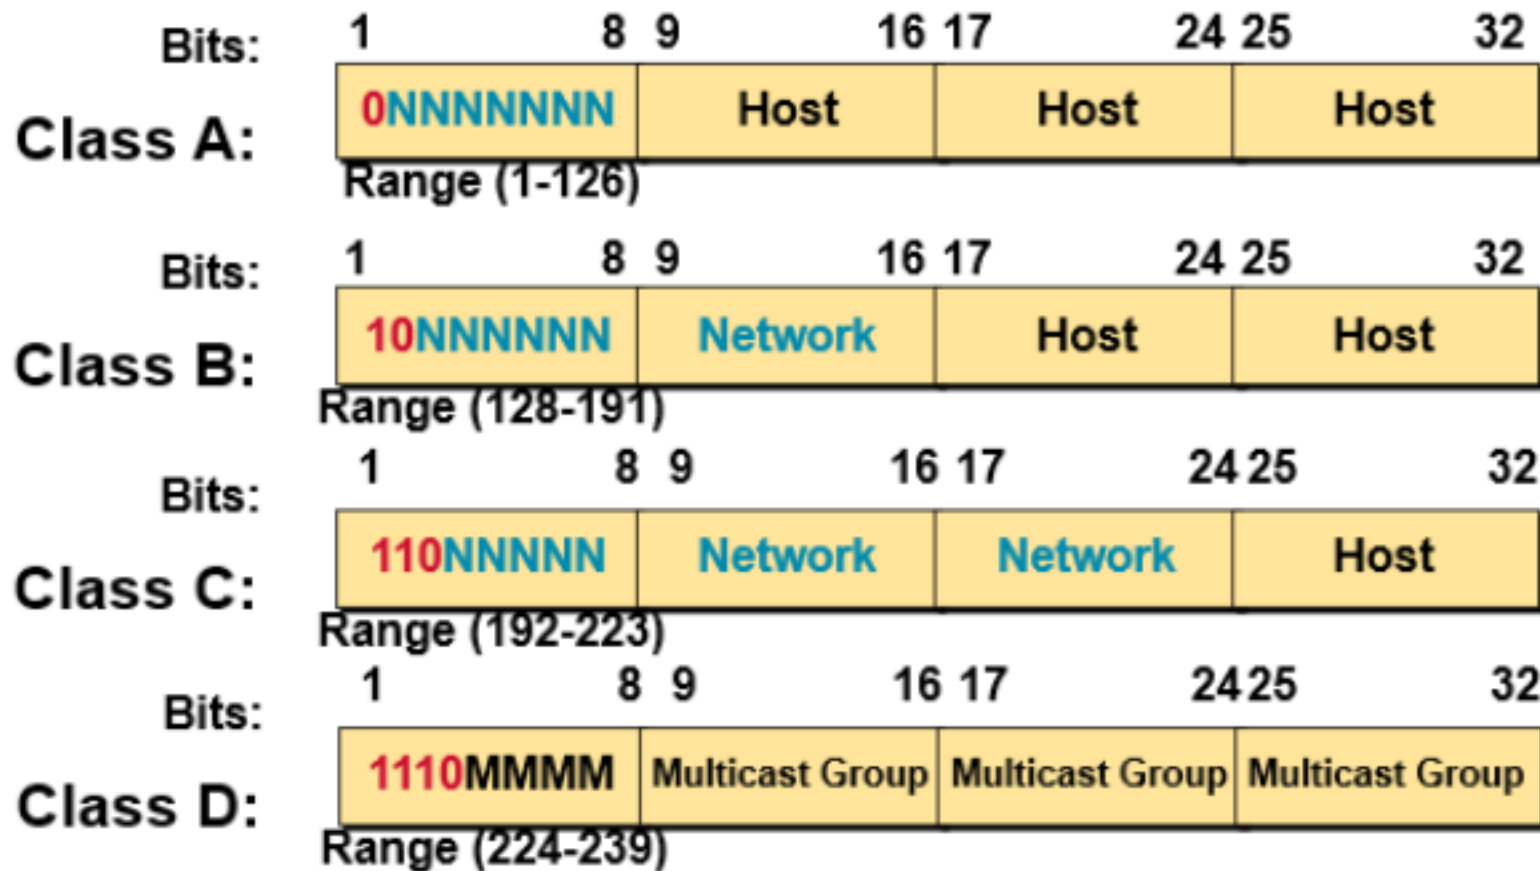 Bits: 1 8 9 16 17 24 25 32
Class A: 0NNNNNNN Host Host Host
Range (1-126)
Bits: 1 8 9 16 17 24 25 32
Class B: 10NNNNNN Network Host Host
Range (128-191)
Bits: 1 8 9 16 17 24 25 32
Class C: 110NNNNN Network Network Host
Range (192-223)
Bits: 1 8 9 16 17 24 25 32
Class D: 1110MMMM Multicast Group Multicast Group Multicast Group
Range (224-239)